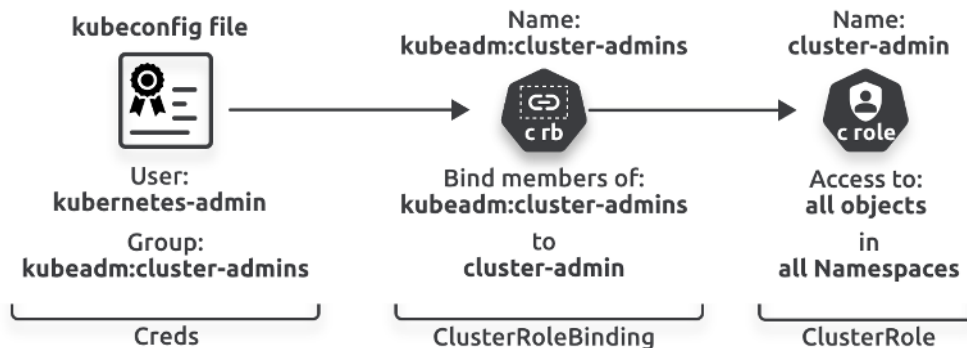 kubeconfig file
User:
kubernetes-admin
Group:
kubeadm:cluster-admins
Creds
Name:
kubeadm:cluster-admins
c rb
Bind members of:
kubeadm:cluster-admins
to
cluster-admin
ClusterRoleBinding
Name:
cluster-admin
c role
Access to:
all objects
in
all Namespaces
ClusterRole